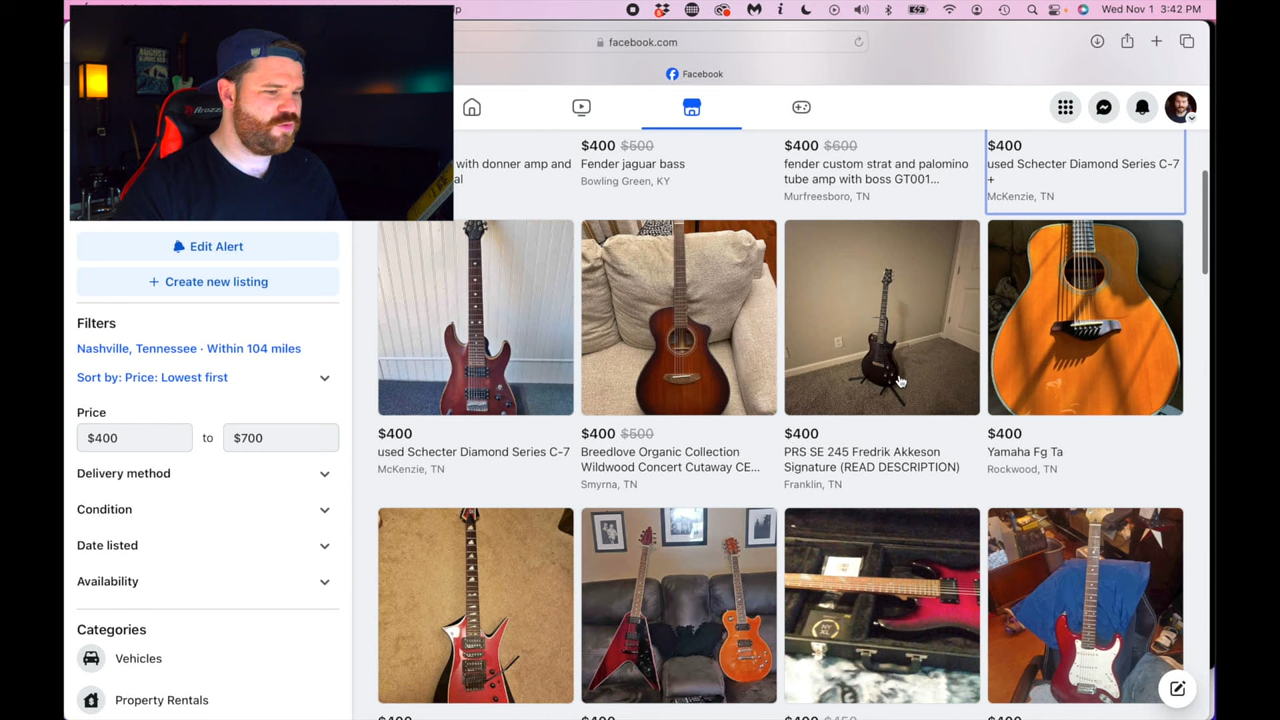 p
Wed Nov 1 3:42 PM
facebook.com
Facebook
with donner amp and
al
$400 $500
Fender jaguar bass
Bowling Green, KY
$400 $600
fender custom strat and palomino
tube amp with boss GT001...
Murfreesboro, TN
$400
used Schecter Diamond Series C-7
+
McKenzie, TN
Edit Alert
+ Create new listing
Filters
Nashville, Tennessee · Within 104 miles
Sort by: Price: Lowest first
Price
$400 to $700
Delivery method
Condition
Date listed
Availability
Categories
Vehicles
Property Rentals
$400
used Schecter Diamond Series C-7
McKenzie, TN
$400 $500
Breedlove Organic Collection
Wildwood Concert Cutaway CE...
Smyrna, TN
$400
PRS SE 245 Fredrik Akkeson
Signature (READ DESCRIPTION)
Franklin, TN
$400
Yamaha Fg Ta
Rockwood, TN
AUGUST
AROZZI